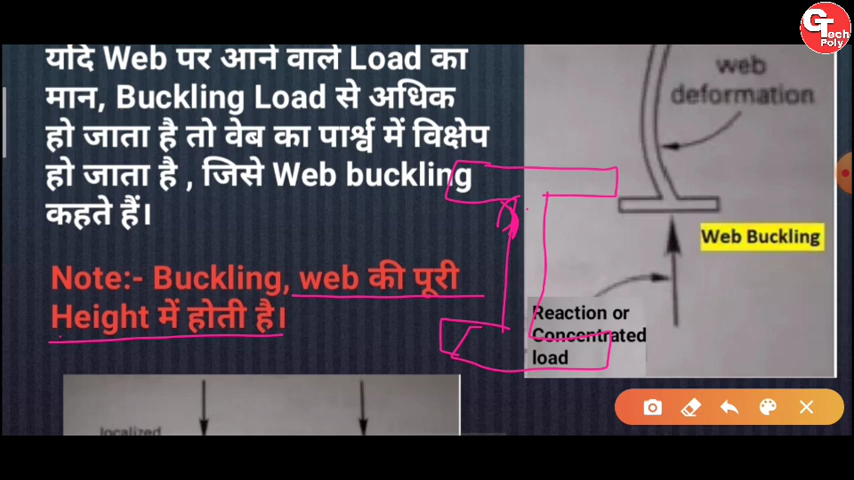 GTech
Poly
यदि Web पर आने वाले Load का
मान, Buckling Load से अधिक
हो जाता है तो वेब का पार्श्व में विक्षेप
हो जाता है , जिसे Web buckling
कहते हैं।
Note:- Buckling, web की पूरी
Height में होती है।
web
deformation
Web Buckling
Reaction or
Concentrated
load
localized